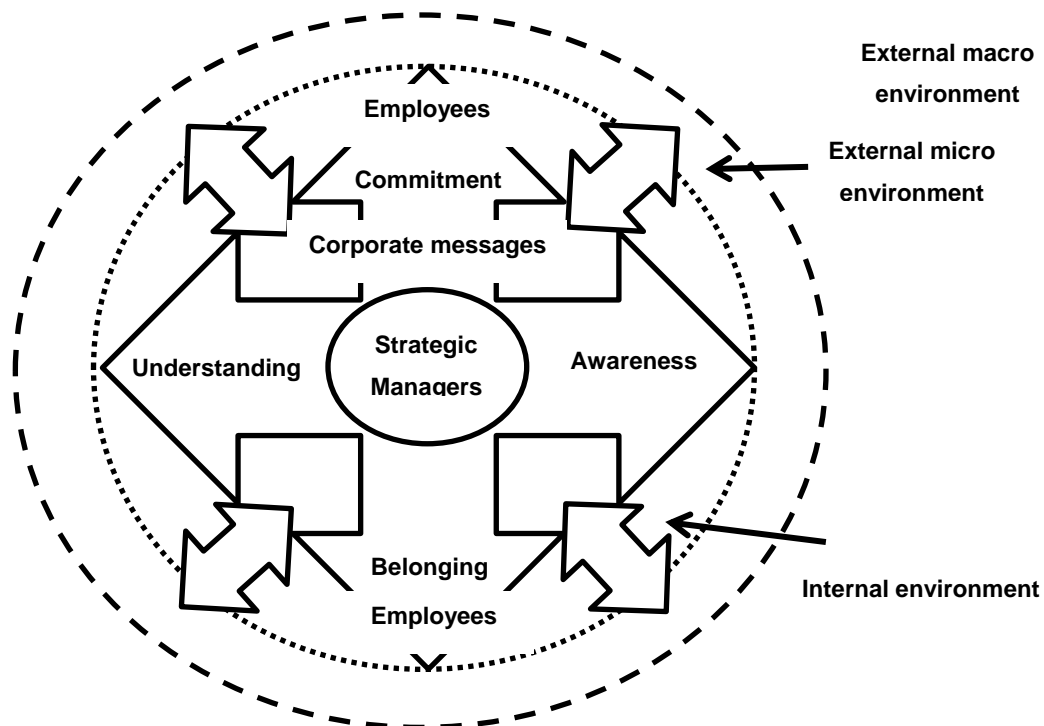 External macro
environment
Employees
External micro
environment
Commitment
Corporate messages
Strategic
Managers
Understanding
Awareness
Belonging
Employees
Internal environment